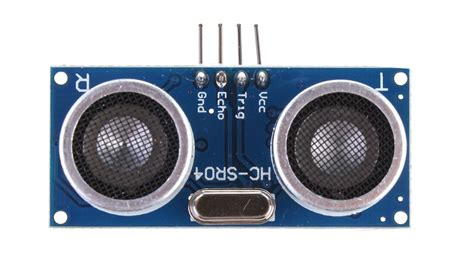 R
T
Gnd
Echo
Trig
Vcc
HC-SR04